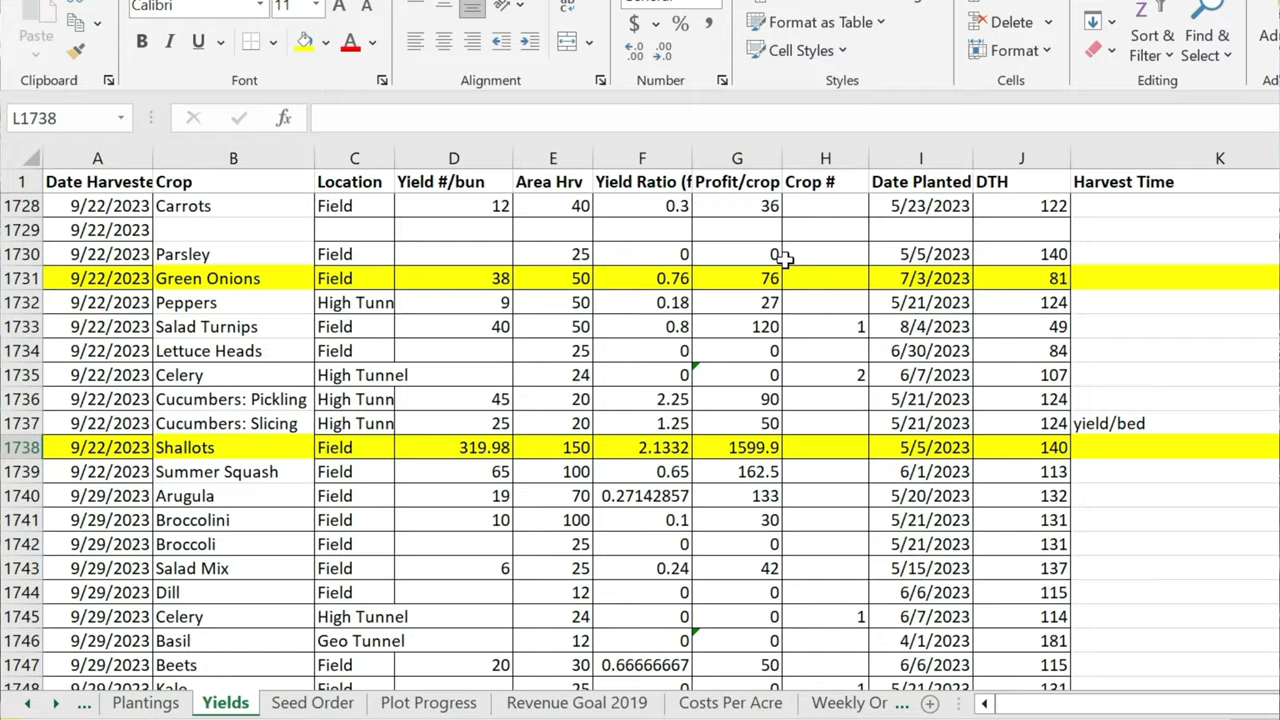 Calibri 11 A A General
Paste $ % , Format as Table Delete Sort & Find &
B I U A Cell Styles Format Filter Select
Clipboard Font Alignment Number Styles Cells Editing
L1738 fx
A B C D E F G H I J K
1 Date Harveste Crop Location Yield #/bun Area Hrv Yield Ratio (f Profit/crop Crop # Date Planted DTH Harvest Time
1728 9/22/2023 Carrots Field 12 40 0.3 36 5/23/2023 122
1729 9/22/2023
1730 9/22/2023 Parsley Field 25 0 0 5/5/2023 140
1731 9/22/2023 Green Onions Field 38 50 0.76 76 7/3/2023 81
1732 9/22/2023 Peppers High Tunn 9 50 0.18 27 5/21/2023 124
1733 9/22/2023 Salad Turnips Field 40 50 0.8 120 1 8/4/2023 49
1734 9/22/2023 Lettuce Heads Field 25 0 0 6/30/2023 84
1735 9/22/2023 Celery High Tunnel 24 0 0 2 6/7/2023 107
1736 9/22/2023 Cucumbers: Pickling High Tunn 45 20 2.25 90 5/21/2023 124
1737 9/22/2023 Cucumbers: Slicing High Tunn 25 20 1.25 50 5/21/2023 124 yield/bed
1738 9/22/2023 Shallots Field 319.98 150 2.1332 1599.9 5/5/2023 140
1739 9/22/2023 Summer Squash Field 65 100 0.65 162.5 6/1/2023 113
1740 9/29/2023 Arugula Field 19 70 0.27142857 133 5/20/2023 132
1741 9/29/2023 Broccolini Field 10 100 0.1 30 5/21/2023 131
1742 9/29/2023 Broccoli Field 25 0 0 5/21/2023 131
1743 9/29/2023 Salad Mix Field 6 25 0.24 42 5/15/2023 137
1744 9/29/2023 Dill Field 12 0 0 6/6/2023 115
1745 9/29/2023 Celery High Tunnel 24 0 0 1 6/7/2023 114
1746 9/29/2023 Basil Geo Tunnel 12 0 0 4/1/2023 181
1747 9/29/2023 Beets Field 20 30 0.66666667 50 6/6/2023 115
1748 9/29/2023 Kale Field 25 0 0 1 5/21/2023 131
... Plantings Yields Seed Order Plot Progress Revenue Goal 2019 Costs Per Acre Weekly Or ...